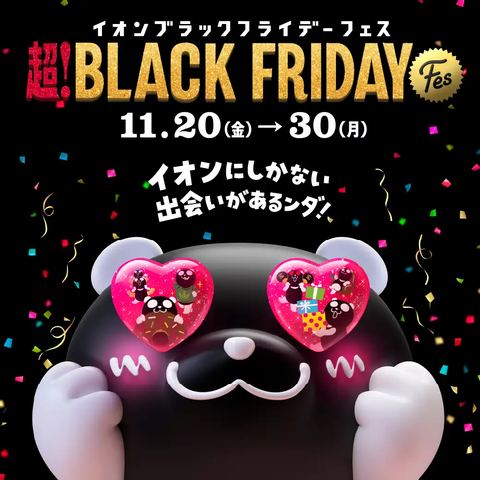 イオンブラックフライデーフェス
超!BLACK FRIDAY Fes
11.20(金)→30(月)
イオンにしかない
出会いがあるンダ!